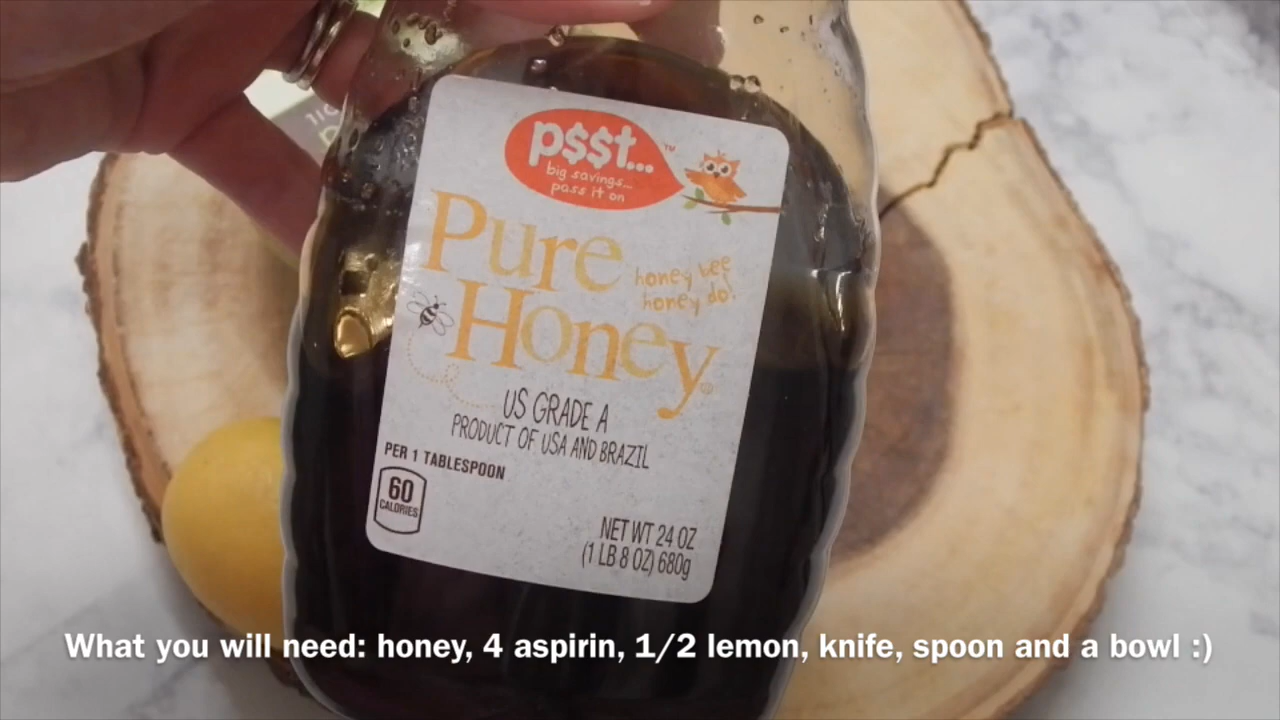 p$$t...™
big savings...
pass it on
Pure
honey bee
honey do!
Honey®
US GRADE A
PRODUCT OF USA AND BRAZIL
PER 1 TABLESPOON
60
CALORIES
NET WT 24 OZ
(1 LB 8 OZ) 680g
What you will need: honey, 4 aspirin, 1/2 lemon, knife, spoon and a bowl :)